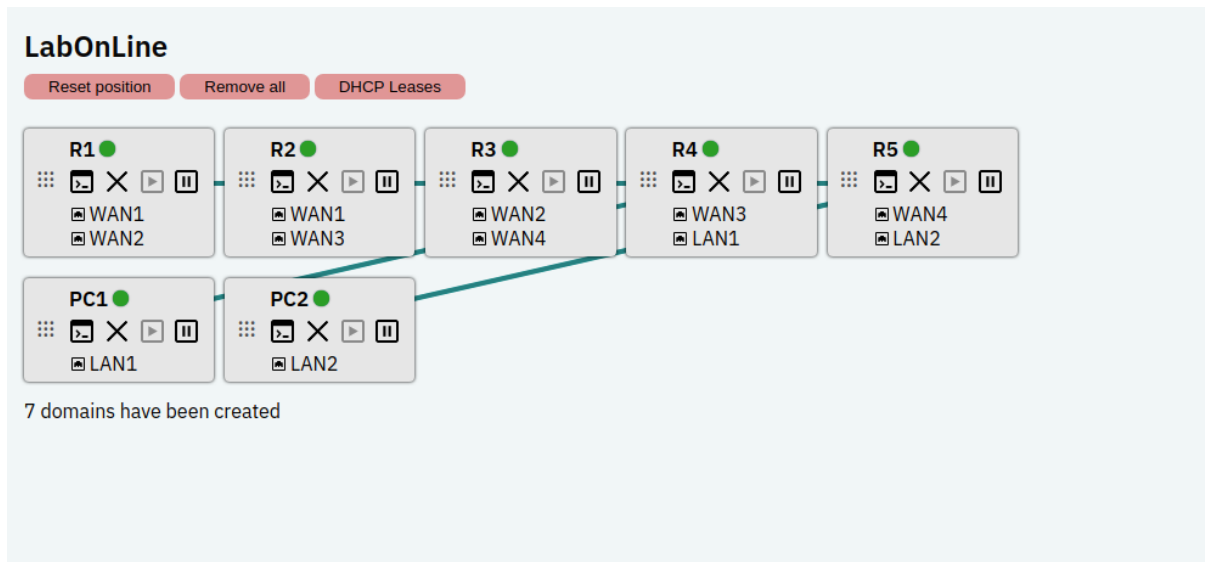 LabOnLine
Reset position Remove all DHCP Leases
R1 R2 R3 R4 R5
WAN1 WAN1 WAN2 WAN3 WAN4
WAN2 WAN3 WAN4 LAN1 LAN2
PC1 PC2
LAN1 LAN2
7 domains have been created